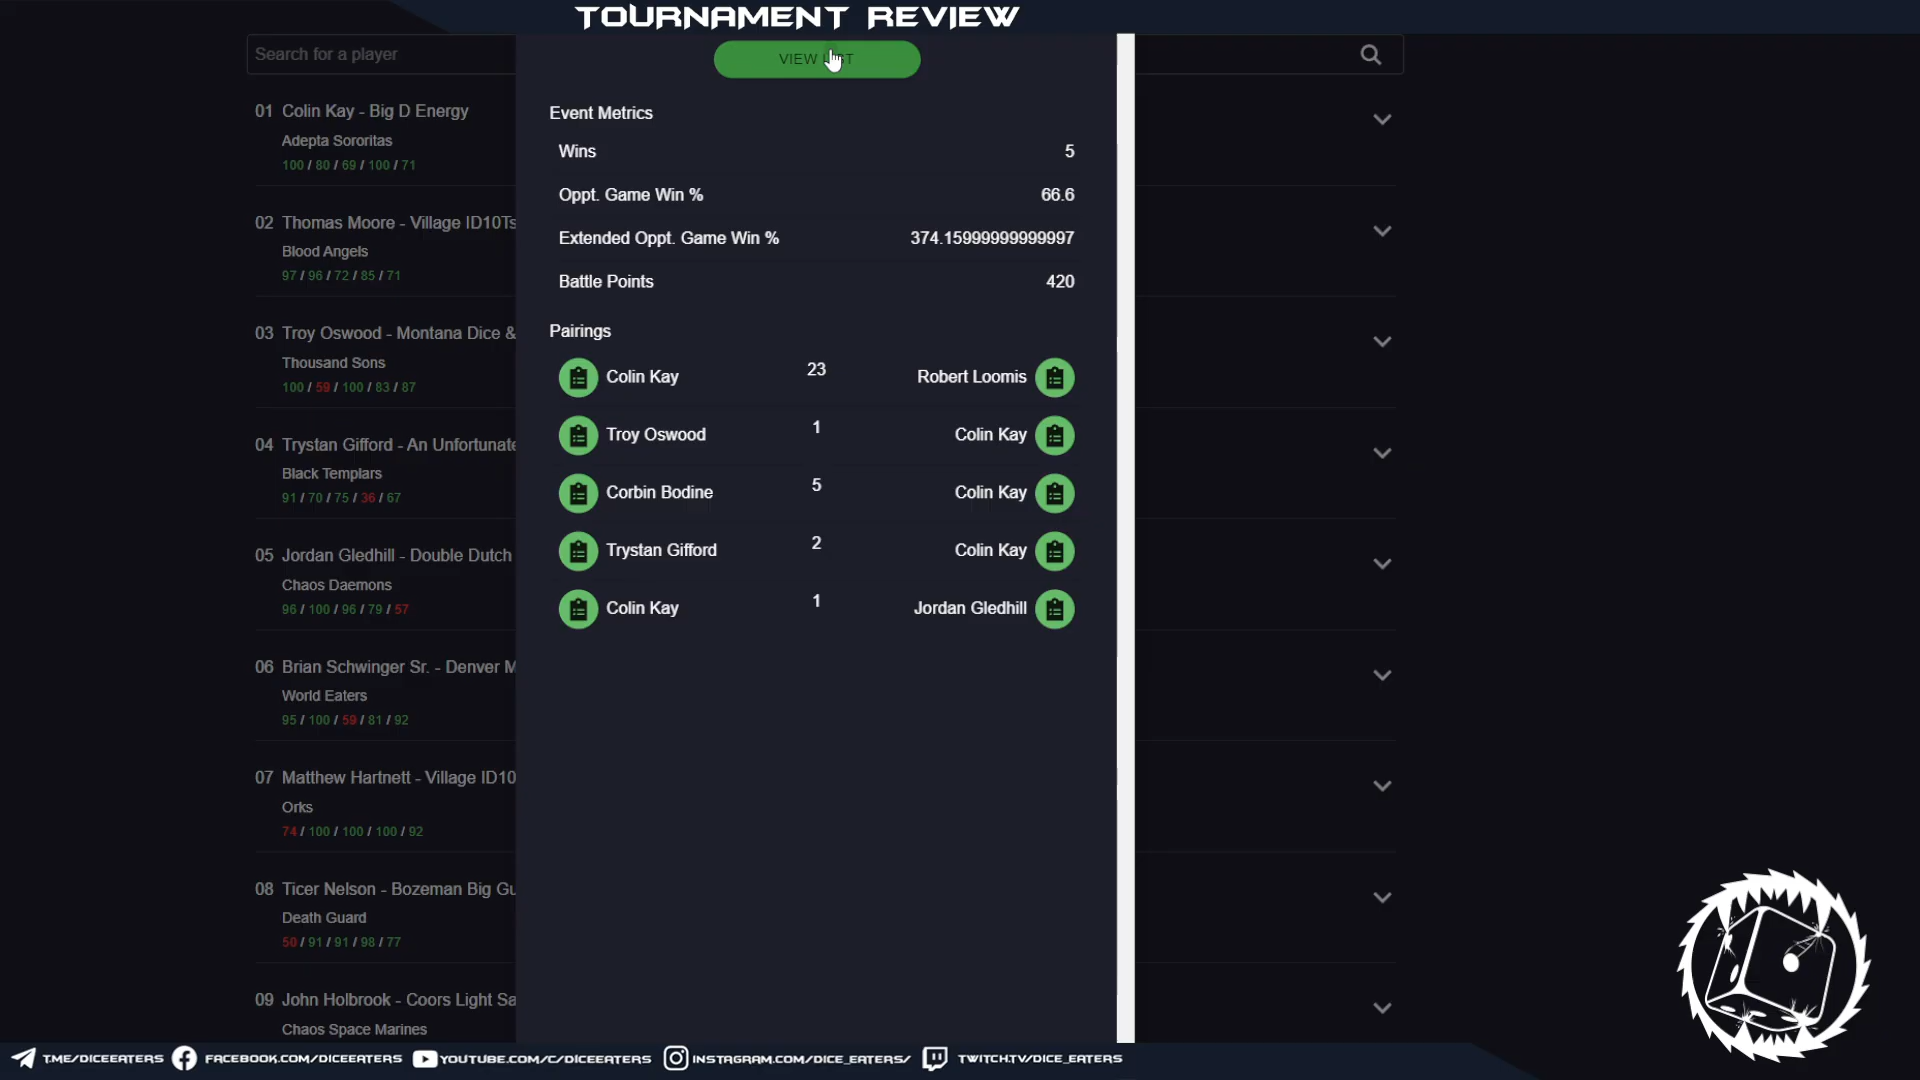 TOURNAMENT REVIEW
Search for a player
VIEW
01 Colin Kay - Big D Energy
Adepta Sororitas
100 / 80 / 69 / 100 / 71
02 Thomas Moore - Village ID10Ts
Blood Angels
97 / 96 / 72 / 85 / 71
03 Troy Oswood - Montana Dice &
Thousand Sons
100 / 59 / 100 / 83 / 87
04 Trystan Gifford - An Unfortunate
Black Templars
91 / 70 / 75 / 36 / 67
05 Jordan Gledhill - Double Dutch
Chaos Daemons
96 / 100 / 96 / 79 / 57
06 Brian Schwinger Sr. - Denver M
World Eaters
95 / 100 / 59 / 81 / 92
07 Matthew Hartnett - Village ID10
Orks
74 / 100 / 100 / 100 / 92
08 Ticer Nelson - Bozeman Big Gu
Death Guard
50 / 91 / 91 / 98 / 77
09 John Holbrook - Coors Light Sa
Chaos Space Marines
Event Metrics
Wins 5
Oppt. Game Win % 66.6
Extended Oppt. Game Win % 374.15999999999997
Battle Points 420
Pairings
Colin Kay 23 Robert Loomis
Troy Oswood 1 Colin Kay
Corbin Bodine 5 Colin Kay
Trystan Gifford 2 Colin Kay
Colin Kay 1 Jordan Gledhill
T.ME/DICEEATERS FACEBOOK.COM/DICEEATERS YOUTUBE.COM/C/DICEEATERS INSTAGRAM.COM/DICE_EATERS/ TWITCH.TV/DICE_EATERS